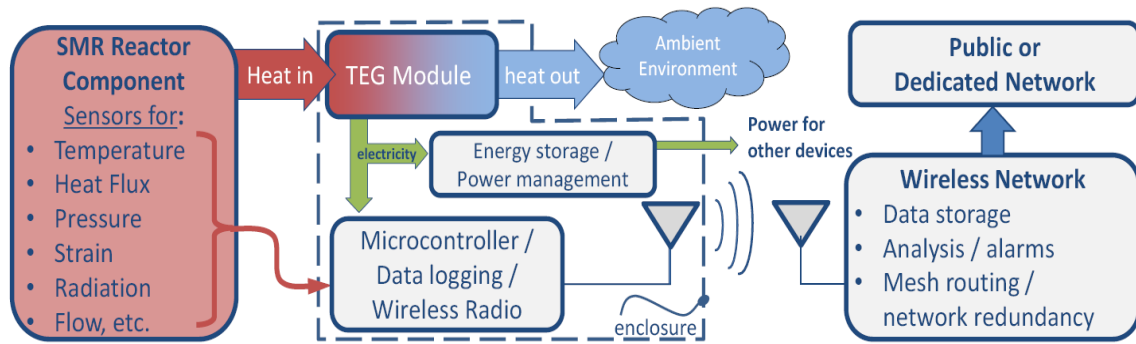 SMR Reactor
Component
Sensors for:
• Temperature
• Heat Flux
• Pressure
• Strain
• Radiation
• Flow, etc.
Heat in
TEG Module
heat out
Ambient
Environment
electricity
Energy storage /
Power management
Power for
other devices
Microcontroller /
Data logging /
Wireless Radio
enclosure
Public or
Dedicated Network
Wireless Network
• Data storage
• Analysis / alarms
• Mesh routing /
network redundancy